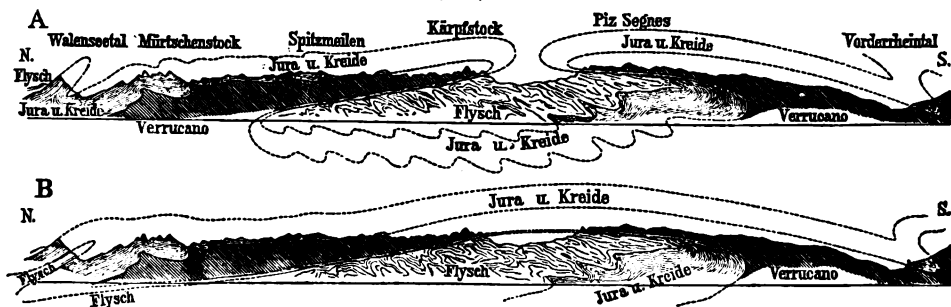 A
Kärpfstock
Piz Segnes
Walenseetal Mürtschenstock Spitzmeilen Jura u. Kreide Vorderrheintal
N. Jura u. Kreide S.
Flysch
Jura u. Kreide Flysch Verrucano
Verrucano
Jura u. Kreide
B
N. Jura u. Kreide S.
Flysch Flysch Verrucano
Flysch Jura u. Kreide